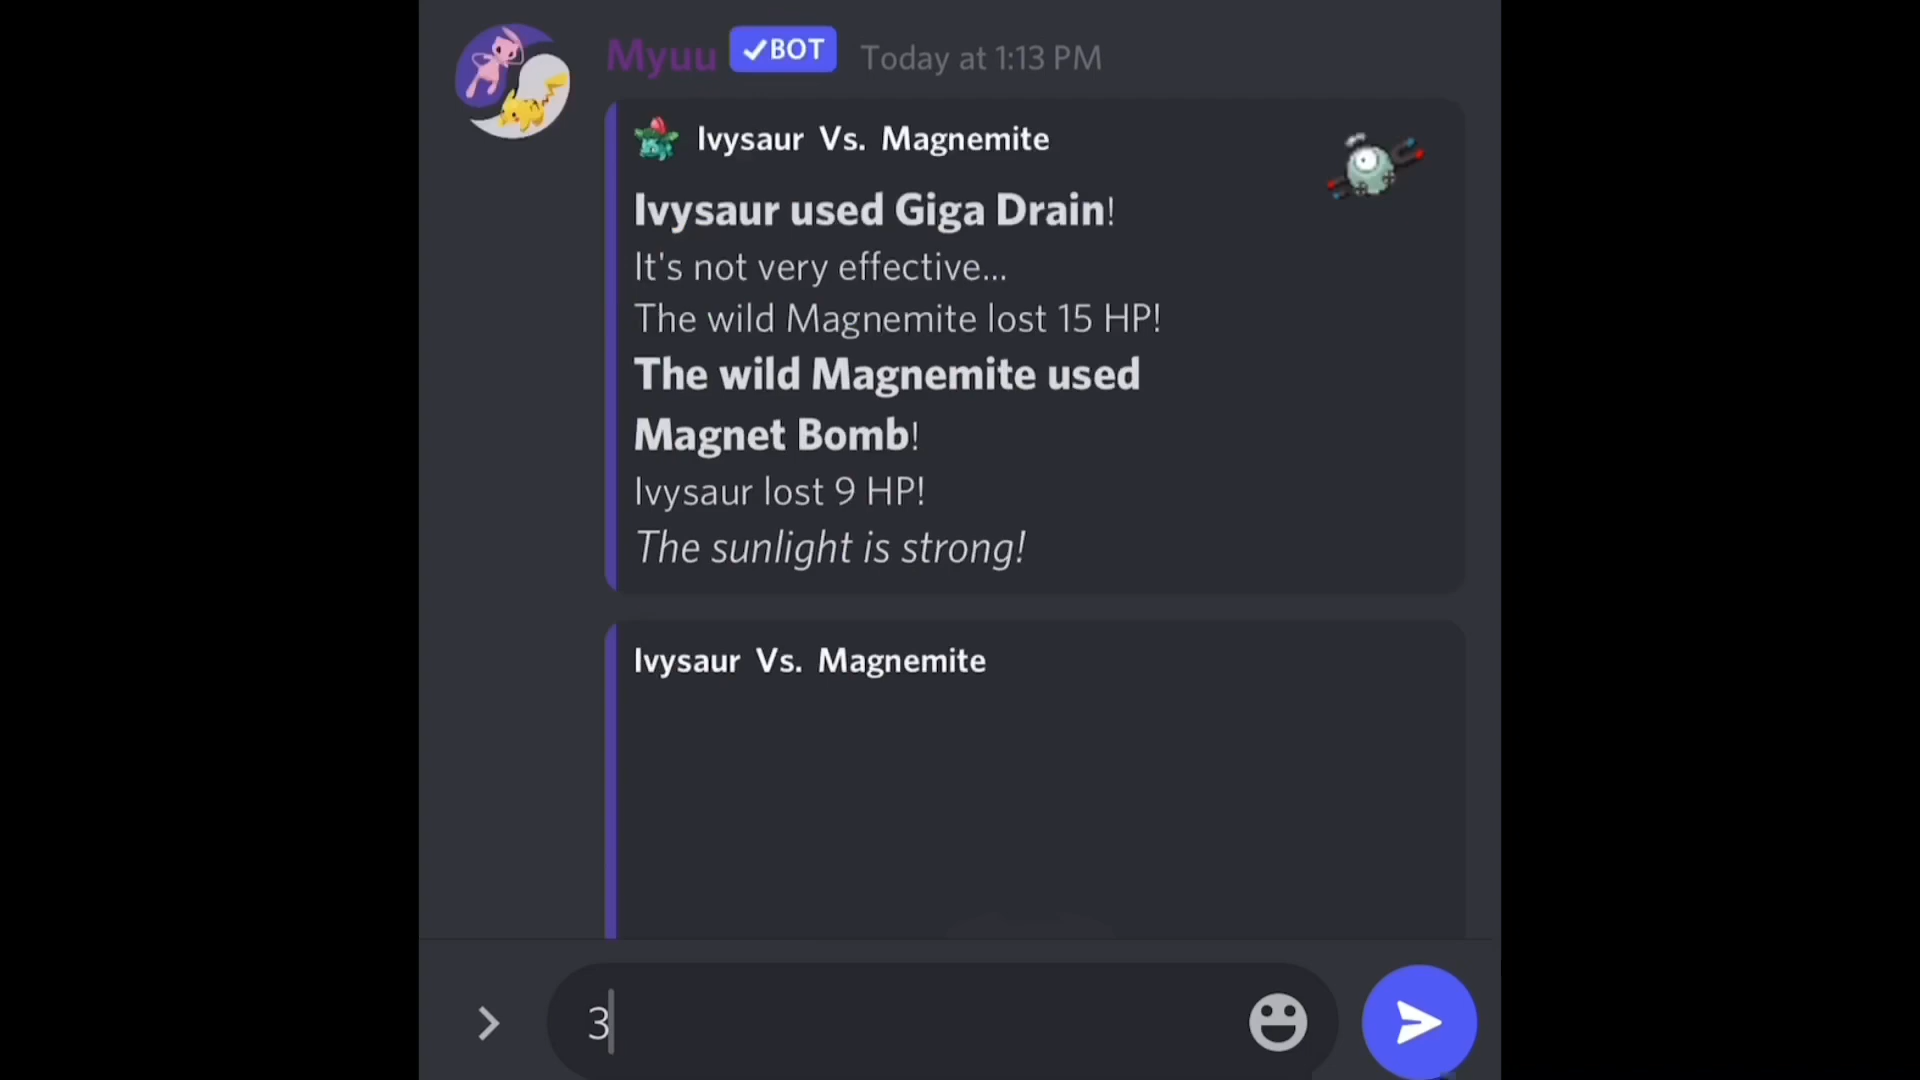 Myuu ✓BOT Today at 1:13 PM
Ivysaur Vs. Magnemite
Ivysaur used Giga Drain!
It's not very effective...
The wild Magnemite lost 15 HP!
The wild Magnemite used
Magnet Bomb!
Ivysaur lost 9 HP!
The sunlight is strong!
Ivysaur Vs. Magnemite
3